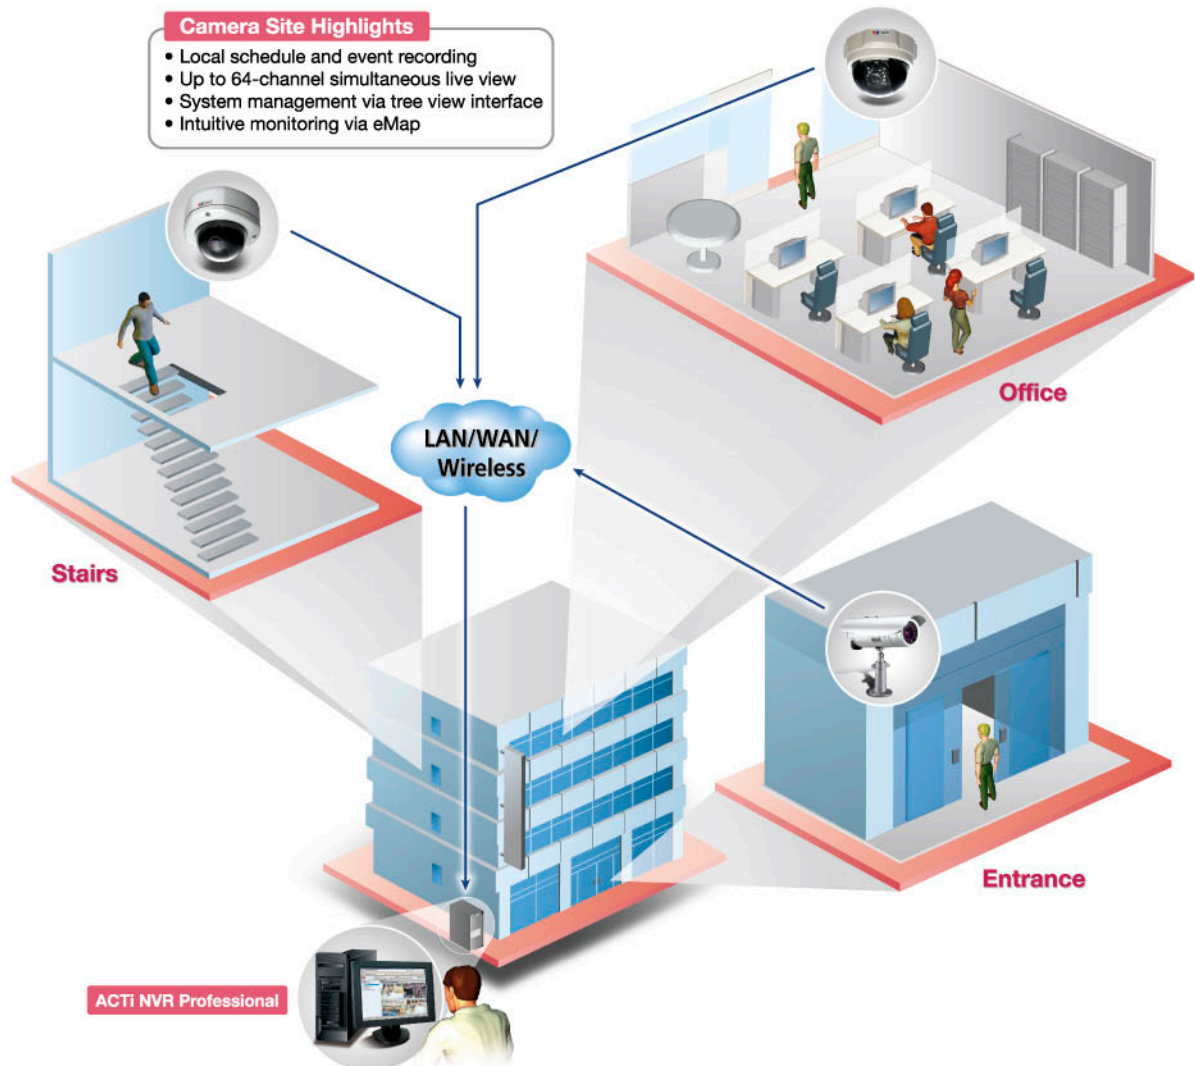 Camera Site Highlights
• Local schedule and event recording
• Up to 64-channel simultaneous live view
• System management via tree view interface
• Intuitive monitoring via eMap
Office
LAN/WAN/
Wireless
Stairs
Entrance
ACTi NVR Professional